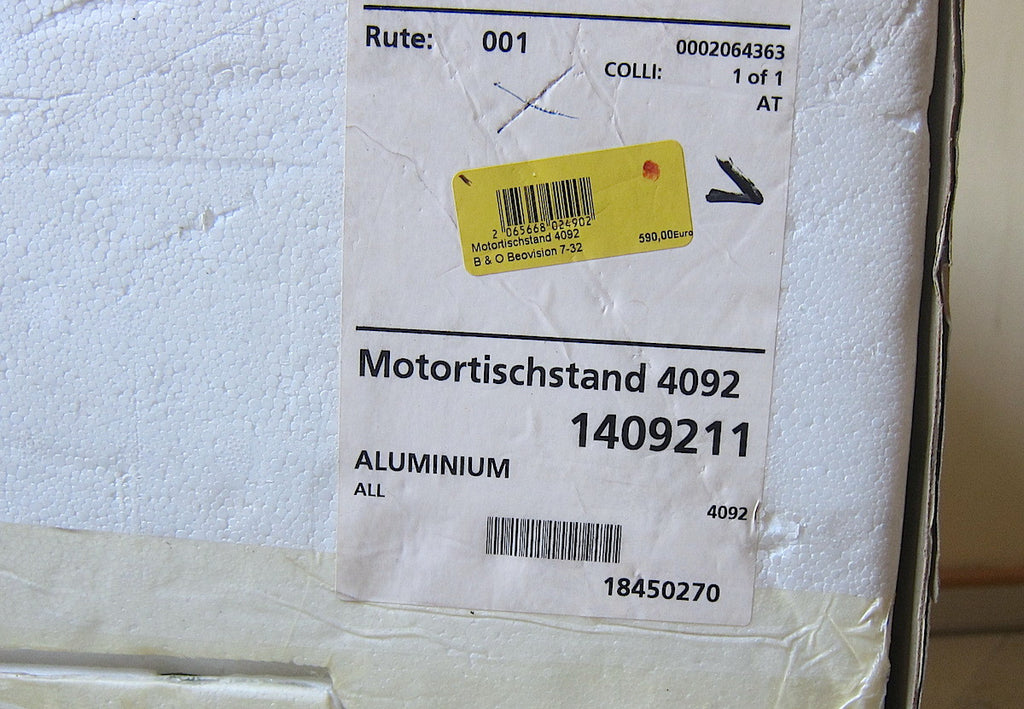 Rute: 001
0002064363
COLLI: 1 of 1
AT
2 065668 024902
Motortischstand 4092
590,00Euro
B & O Beovision 7-32
Motortischstand 4092
1409211
ALUMINIUM
ALL
4092
18450270